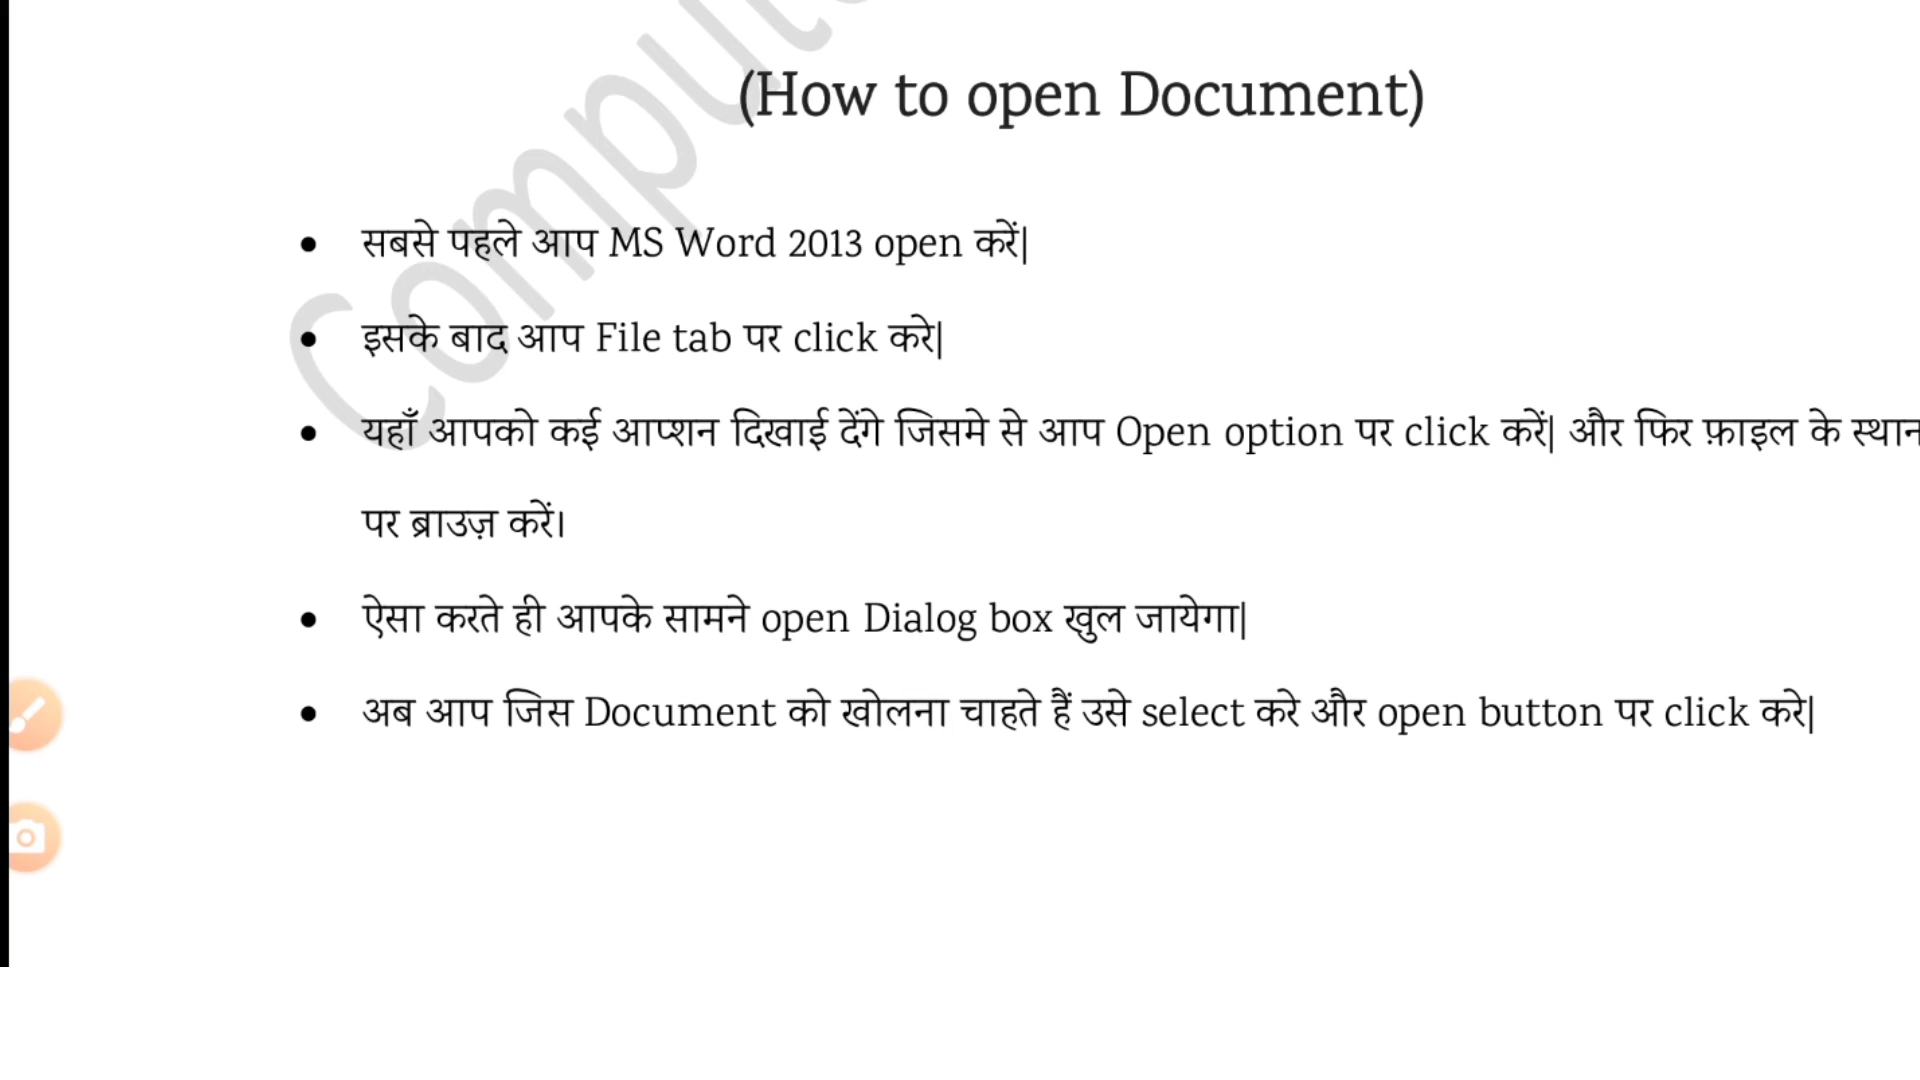 (How to open Document)
सबसे पहले आप MS Word 2013 open करें|
इसके बाद आप File tab पर click करे|
यहाँ आपको कई आप्शन दिखाई देंगे जिसमे से आप Open option पर click करें| और फिर फ़ाइल के स्थान
पर ब्राउज़ करें।
ऐसा करते ही आपके सामने open Dialog box खुल जायेगा|
अब आप जिस Document को खोलना चाहते हैं उसे select करे और open button पर click करे|